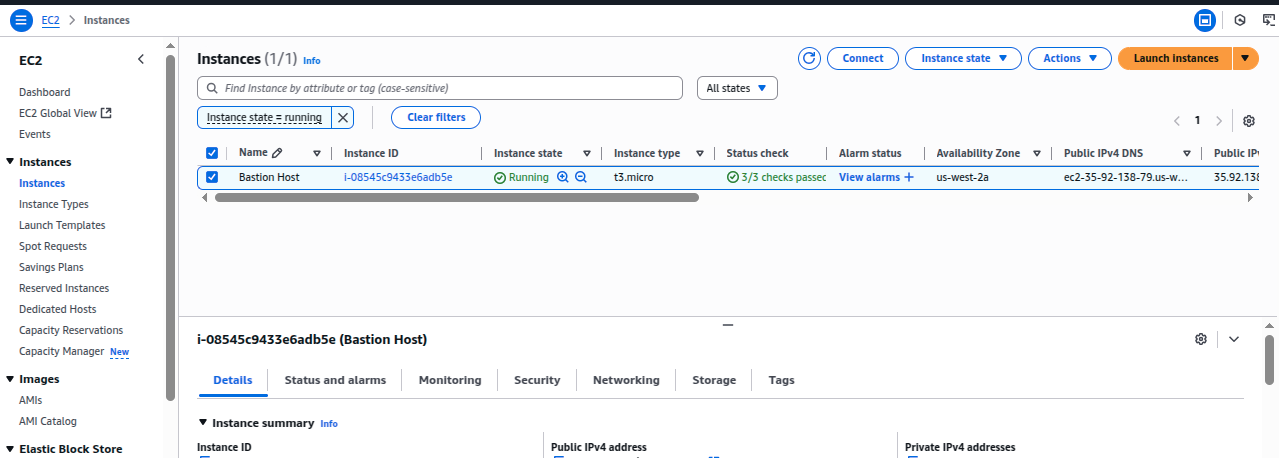 EC2 > Instances
EC2
Dashboard
EC2 Global View
Events
Instances
Instances
Instance Types
Launch Templates
Spot Requests
Savings Plans
Reserved Instances
Dedicated Hosts
Capacity Reservations
Capacity Manager New
Images
AMIs
AMI Catalog
Elastic Block Store
Instances (1/1) Info
Connect Instance state Actions Launch instances
Find Instance by attribute or tag (case-sensitive) All states
Instance state = running Clear filters 1
Name Instance ID Instance state Instance type Status check Alarm status Availability Zone Public IPv4 DNS Public IP
Bastion Host i-08545c9433e6adb5e Running t3.micro 3/3 checks passec View alarms + us-west-2a ec2-35-92-138-79.us-w... 35.92.138
i-08545c9433e6adb5e (Bastion Host)
Details Status and alarms Monitoring Security Networking Storage Tags
Instance summary Info
Instance ID Public IPv4 address Private IPv4 addresses